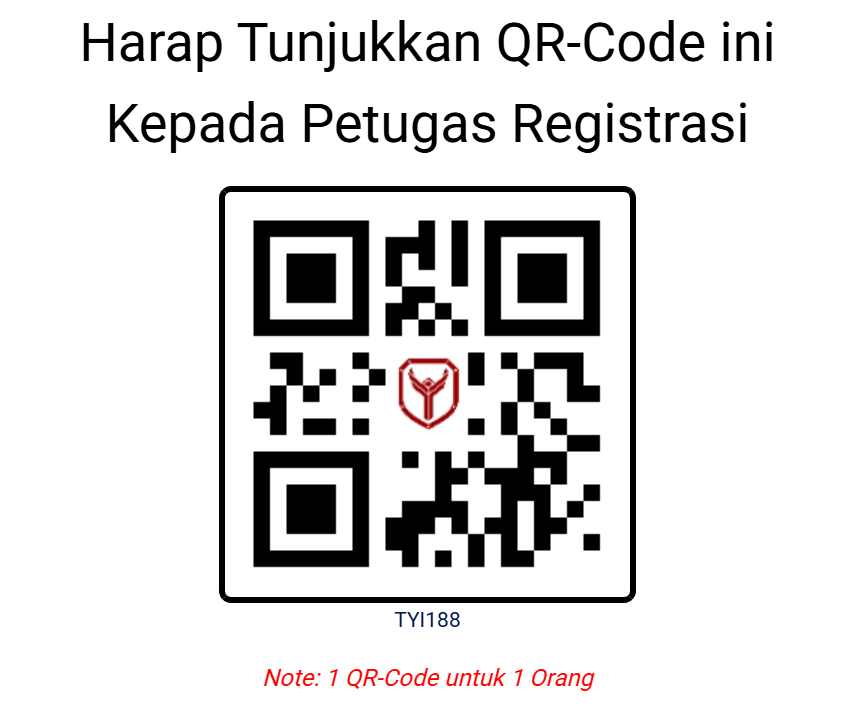 Harap Tunjukkan QR-Code ini
Kepada Petugas Registrasi
TYI188
Note: 1 QR-Code untuk 1 Orang